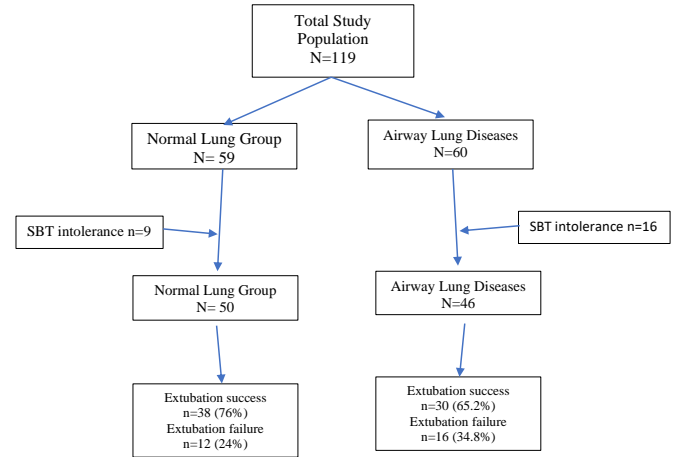 Total Study
Population
N=119
Normal Lung Group
N= 59
Airway Lung Diseases
N=60
SBT intolerance n=9
SBT intolerance n=16
Normal Lung Group
N= 50
Airway Lung Diseases
N=46
Extubation success
n=38 (76%)
Extubation failure
n=12 (24%)
Extubation success
n=30 (65.2%)
Extubation failure
n=16 (34.8%)